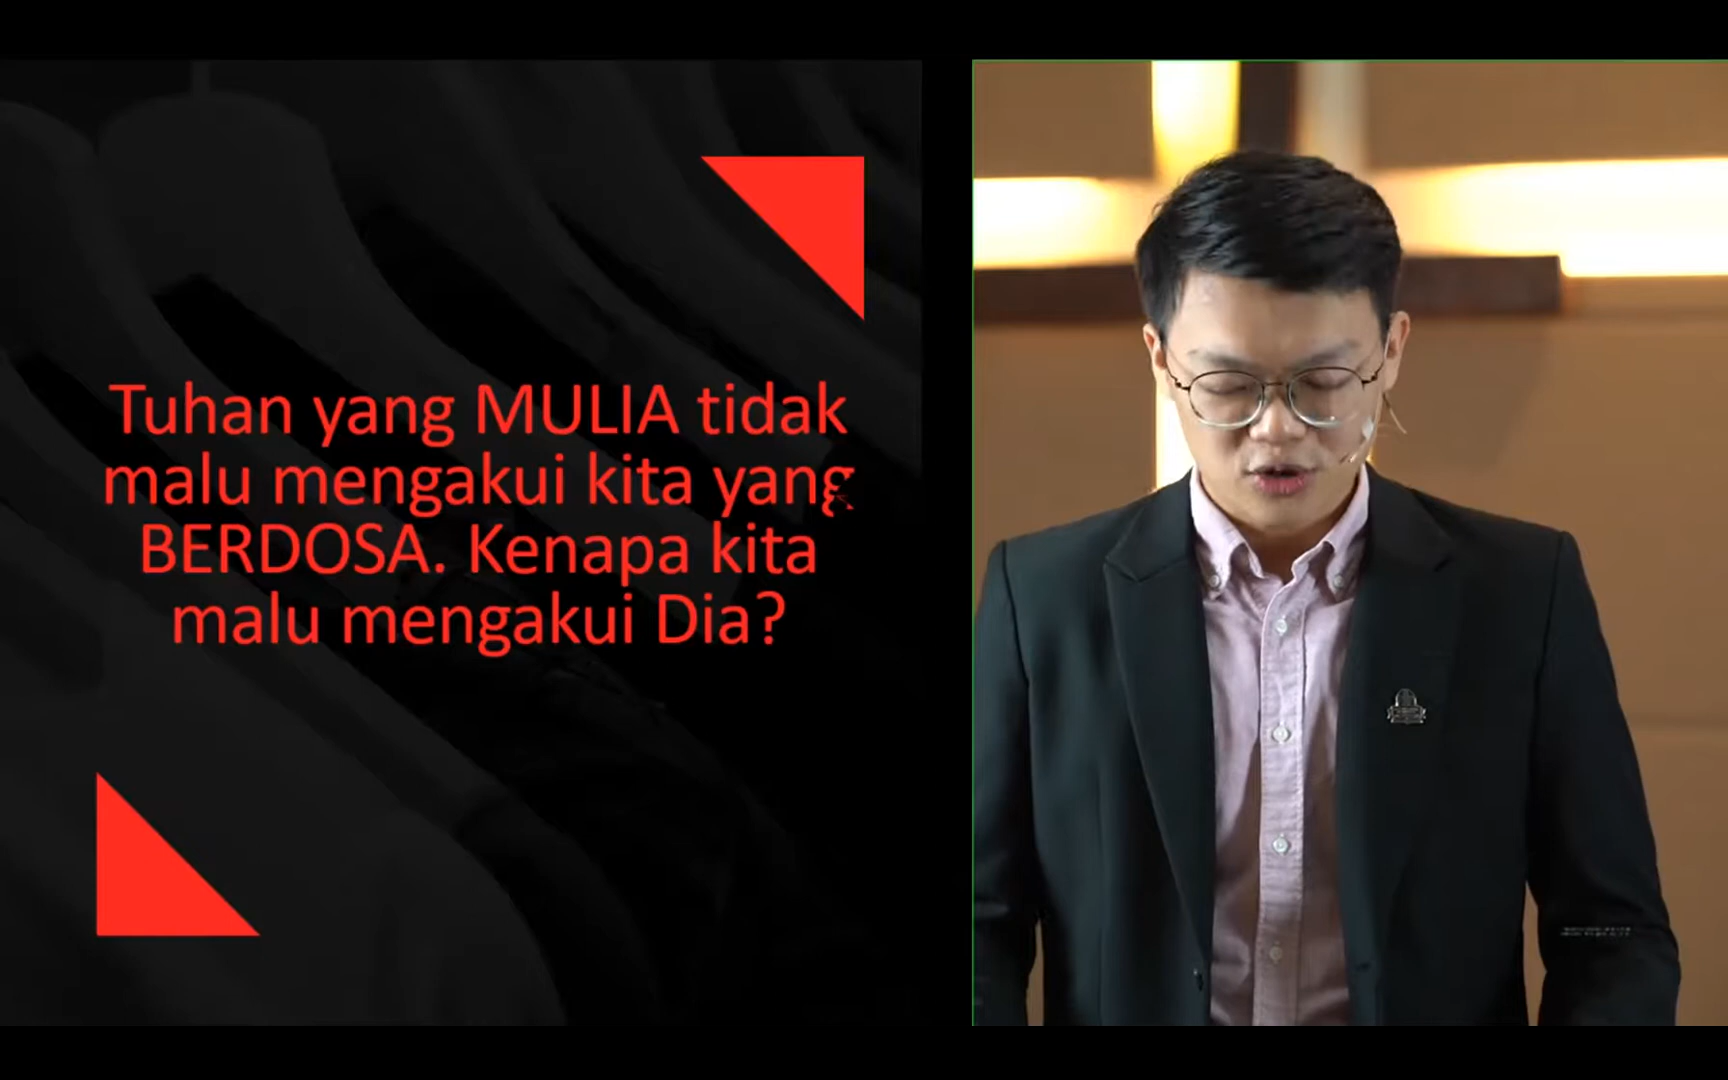 Tuhan yang MULIA tidak
malu mengakui kita yang
BERDOSA. Kenapa kita
malu mengakui Dia?